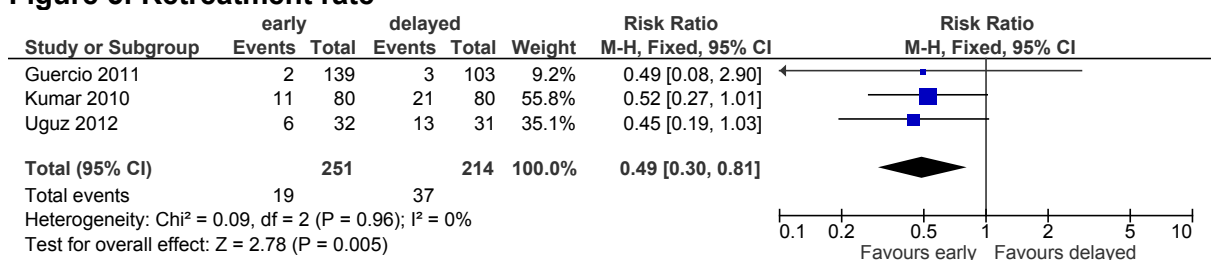 early delayed Risk Ratio Risk Ratio
Study or Subgroup Events Total Events Total Weight M-H, Fixed, 95% CI M-H, Fixed, 95% CI
Guercio 2011 2 139 3 103 9.2% 0.49 [0.08, 2.90]
Kumar 2010 11 80 21 80 55.8% 0.52 [0.27, 1.01]
Uguz 2012 6 32 13 31 35.1% 0.45 [0.19, 1.03]
Total (95% CI) 251 214 100.0% 0.49 [0.30, 0.81]
Total events 19 37
Heterogeneity: Chi² = 0.09, df = 2 (P = 0.96); I² = 0%
Test for overall effect: Z = 2.78 (P = 0.005)
0.1 0.2 0.5 1 2 5 10
Favours early Favours delayed